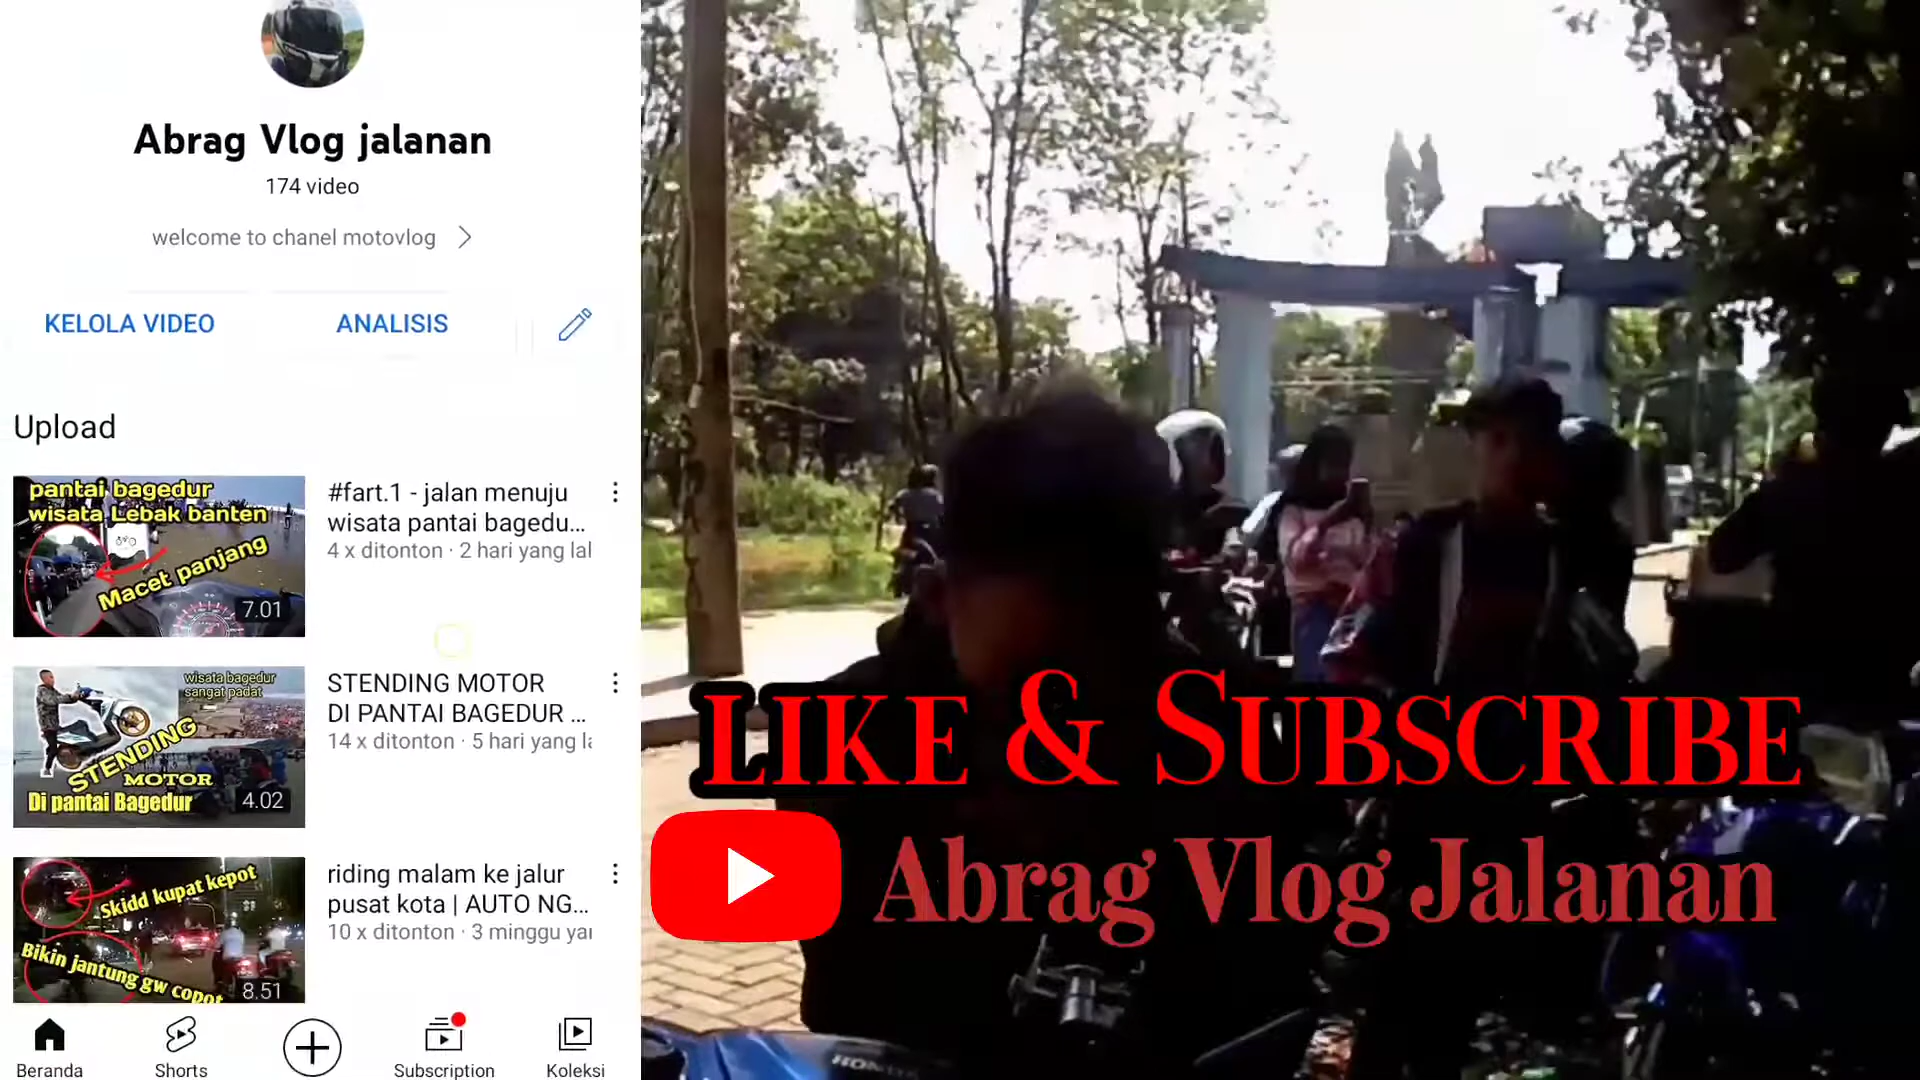 Abrag Vlog jalanan
174 video
welcome to chanel motovlog
KELOLA VIDEO
ANALISIS
Upload
pantai bagedur
wisata Lebak banten
Macet panjang
7.01
#fart.1 - jalan menuju
wisata pantai bagedu...
4 x ditonton · 2 hari yang lal
wisata bagedur
sangat padat
STENDING
MOTOR
Di pantai Bagedur
4.02
STENDING MOTOR
DI PANTAI BAGEDUR ...
14 x ditonton · 5 hari yang la
Skidd kupat kepot
Bikin jantung gw copot
8.51
riding malam ke jalur
pusat kota | AUTO NG...
10 x ditonton · 3 minggu yan
Beranda
Shorts
Subscription
Koleksi
LIKE & SUBSCRIBE
Abrag Vlog Jalanan
HONDA